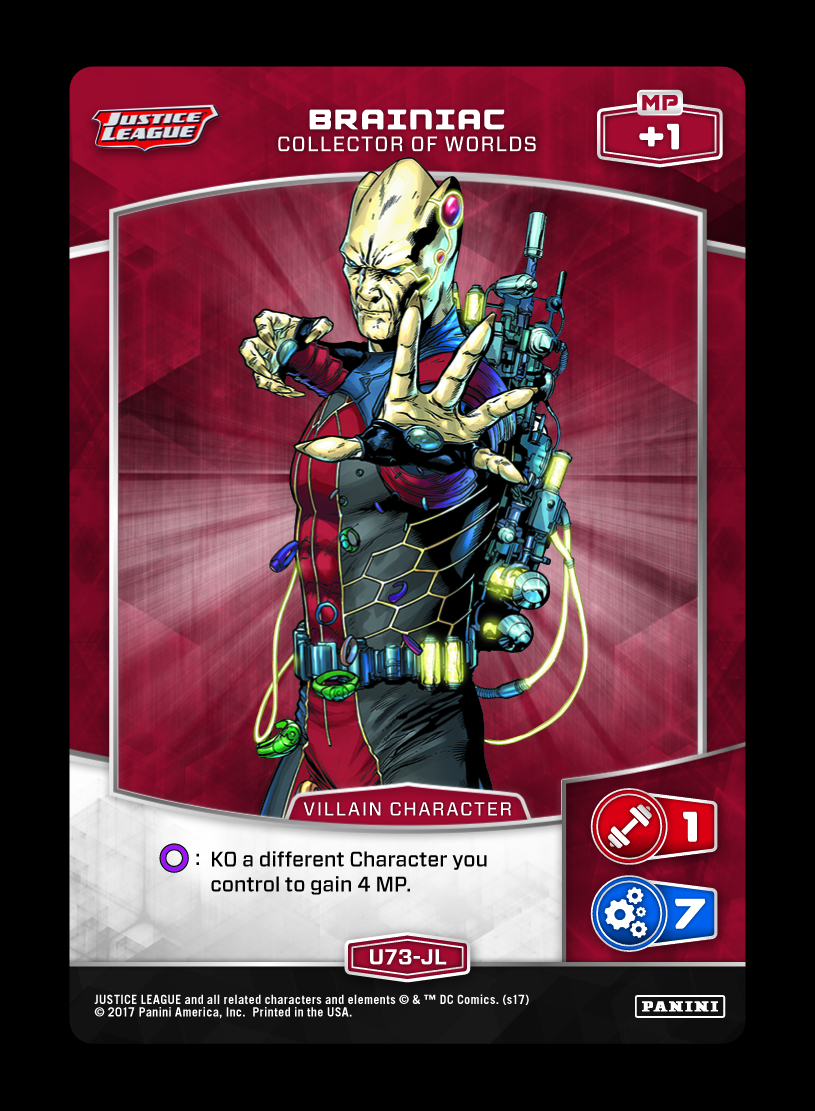 JUSTICE
LEAGUE
BRAINIAC
COLLECTOR OF WORLDS
MP
+1
VILLAIN CHARACTER
: KO a different Character you
control to gain 4 MP.
1
7
U73-JL
JUSTICE LEAGUE and all related characters and elements © & ™ DC Comics. (s17)
© 2017 Panini America, Inc. Printed in the USA.
PANINI